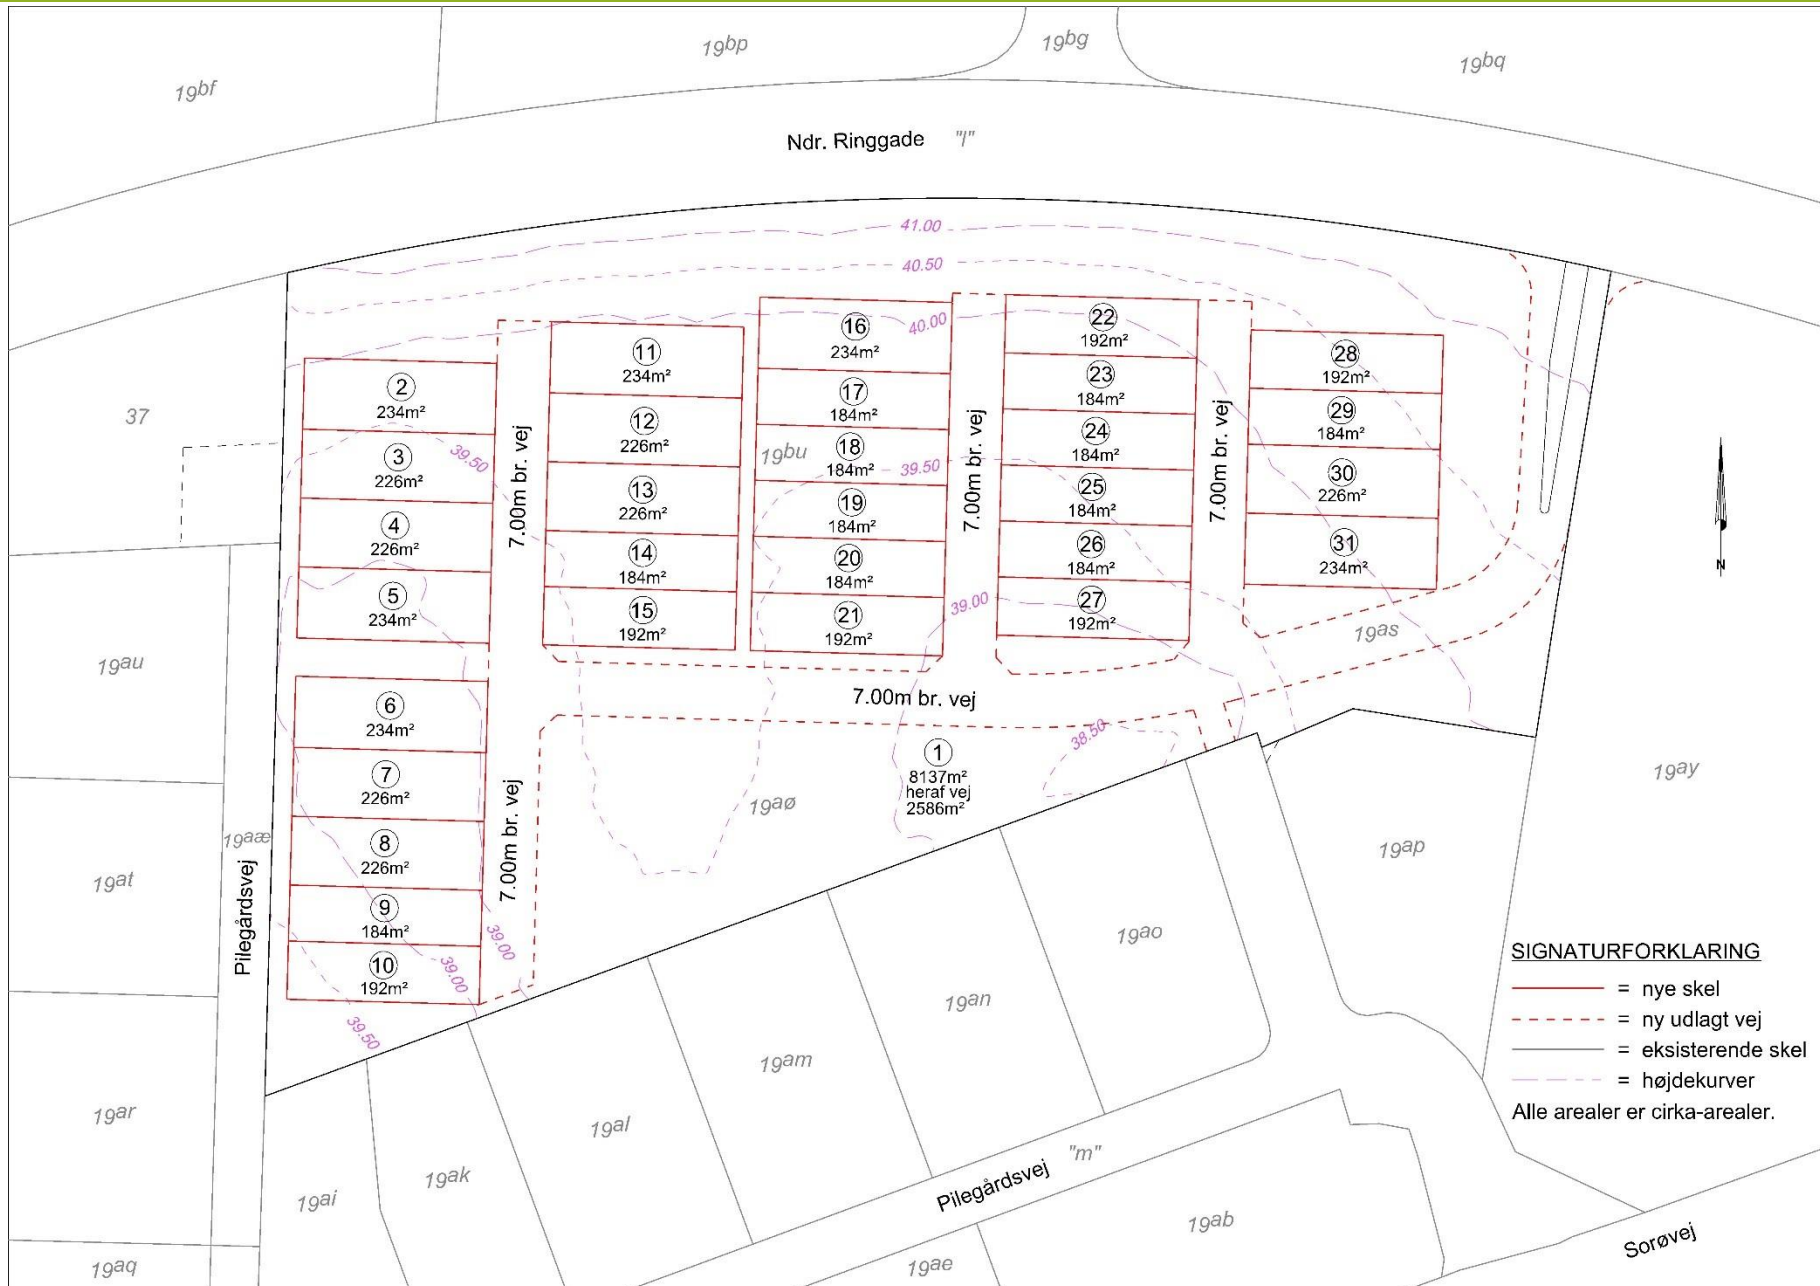 19bf
19bp
19bg
19bq
Ndr. Ringgade "l"
41.00
40.50
40.00
37
2
234m²
3
226m²
39.50
4
226m²
5
234m²
7.00m br. vej
11
234m²
12
226m²
13
226m²
14
184m²
15
192m²
16
234m²
17
184m²
19bu
18
184m²
39.50
19
184m²
20
184m²
21
192m²
7.00m br. vej
39.00
22
192m²
23
184m²
24
184m²
25
184m²
26
184m²
27
192m²
7.00m br. vej
28
192m²
29
184m²
30
226m²
31
234m²
19as
N
19au
6
234m²
7
226m²
8
226m²
9
184m²
10
192m²
7.00m br. vej
7.00m br. vej
39.00
39.00
39.50
19aø
1
8137m²
heraf vej
2586m²
38.50
19ay
19aæ
Pilegårdsvej
19at
19ap
19ao
19an
19am
19al
19ak
19ai
19ar
19aq
Pilegårdsvej "m"
19ab
19ae
Sorøvej
SIGNATURFORKLARING
= nye skel
= ny udlagt vej
= eksisterende skel
= højdekurver
Alle arealer er cirka-arealer.